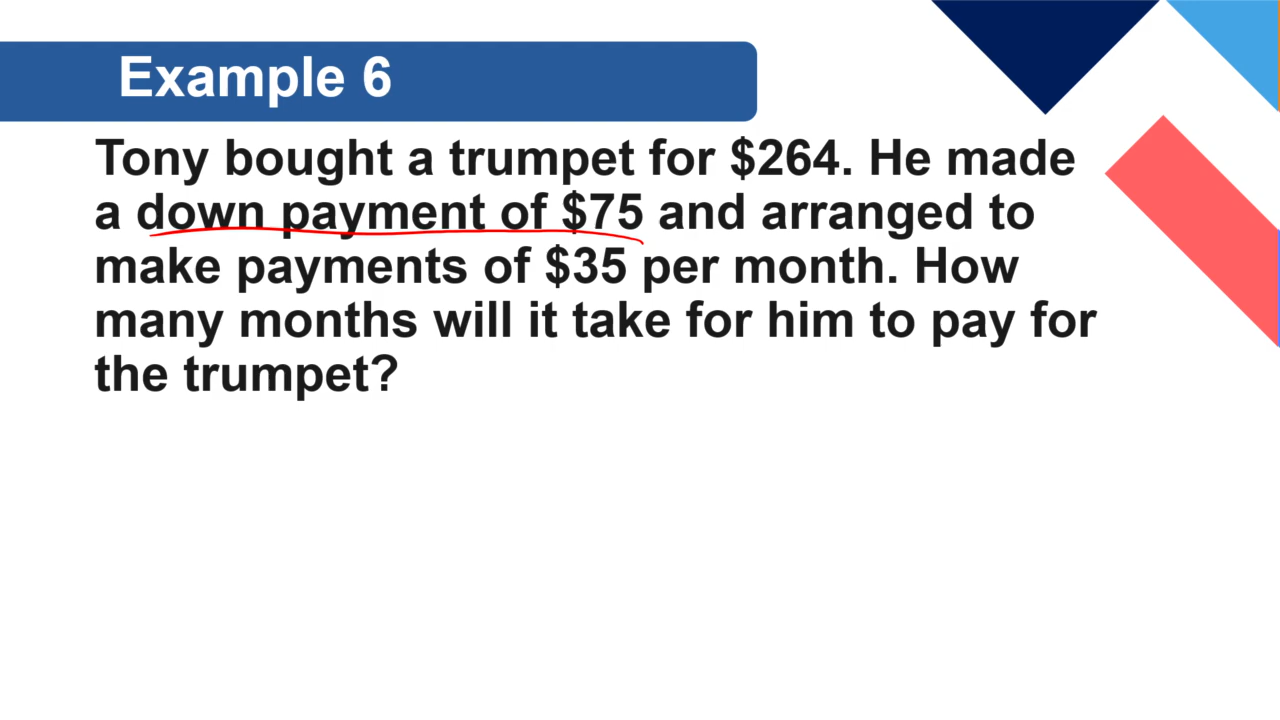 Example 6
Tony bought a trumpet for $264. He made
a down payment of $75 and arranged to
make payments of $35 per month. How
many months will it take for him to pay for
the trumpet?